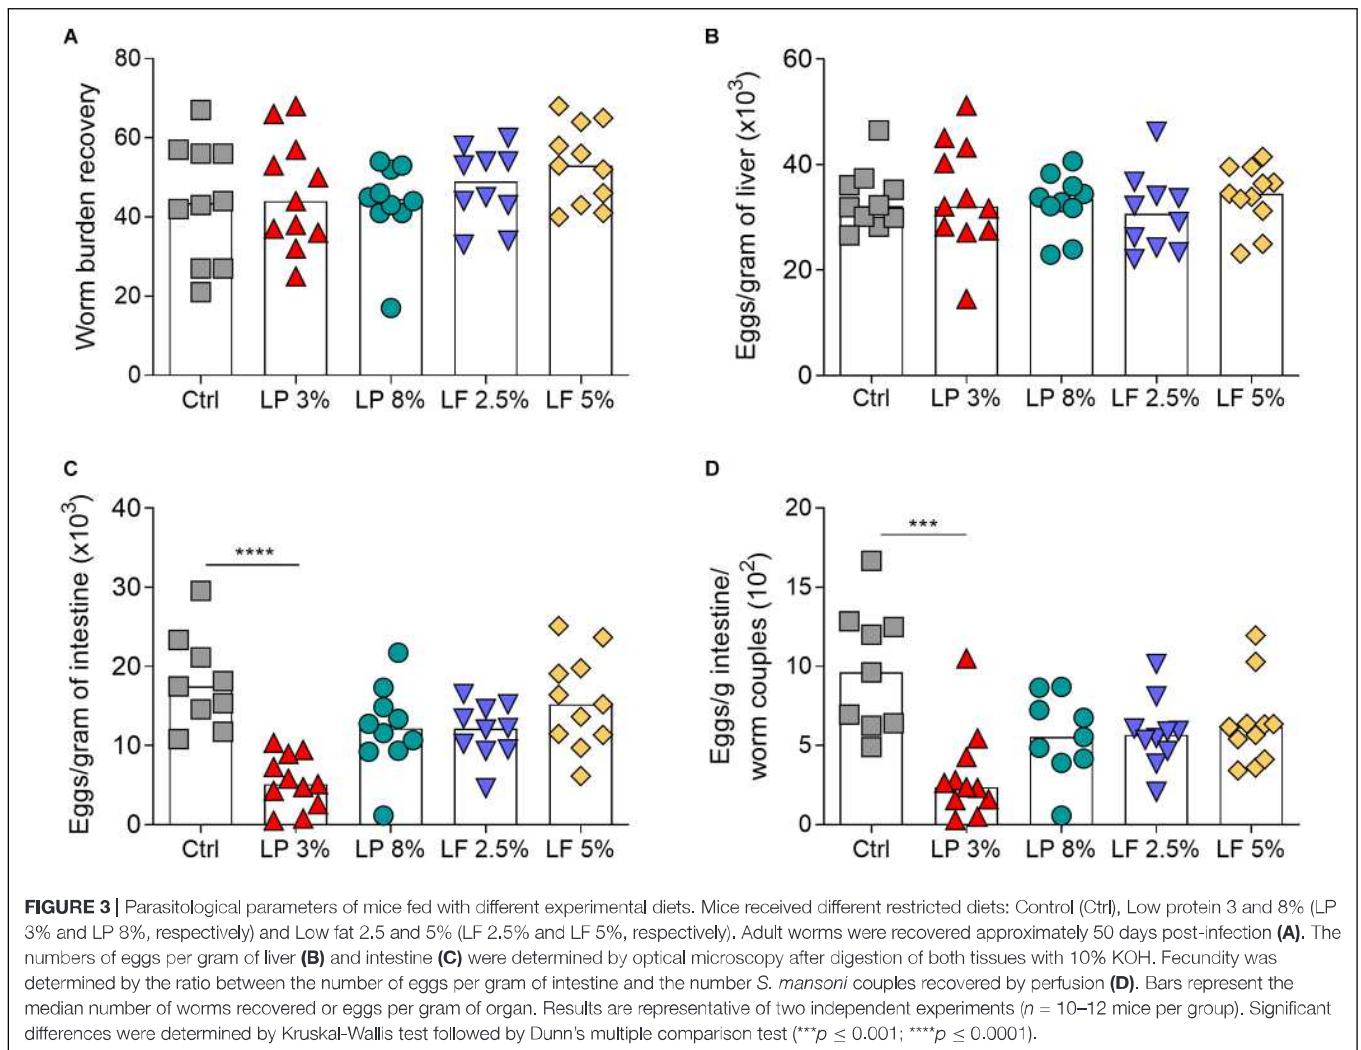 A
80
60
40
20
0
Worm burden recovery
Ctrl LP 3% LP 8% LF 2.5% LF 5%
B
60
40
20
0
Eggs/gram of liver (x10³)
Ctrl LP 3% LP 8% LF 2.5% LF 5%
C
40
30
20
10
0
Eggs/gram of intestine (x10³)
****
Ctrl LP 3% LP 8% LF 2.5% LF 5%
D
20
15
10
5
0
Eggs/g intestine/
worm couples (10²)
***
Ctrl LP 3% LP 8% LF 2.5% LF 5%
FIGURE 3 | Parasitological parameters of mice fed with different experimental diets. Mice received different restricted diets: Control (Ctrl), Low protein 3 and 8% (LP
3% and LP 8%, respectively) and Low fat 2.5 and 5% (LF 2.5% and LF 5%, respectively). Adult worms were recovered approximately 50 days post-infection (A). The
numbers of eggs per gram of liver (B) and intestine (C) were determined by optical microscopy after digestion of both tissues with 10% KOH. Fecundity was
determined by the ratio between the number of eggs per gram of intestine and the number S. mansoni couples recovered by perfusion (D). Bars represent the
median number of worms recovered or eggs per gram of organ. Results are representative of two independent experiments (n = 10–12 mice per group). Significant
differences were determined by Kruskal-Wallis test followed by Dunn's multiple comparison test (***p ≤ 0.001; ****p ≤ 0.0001).